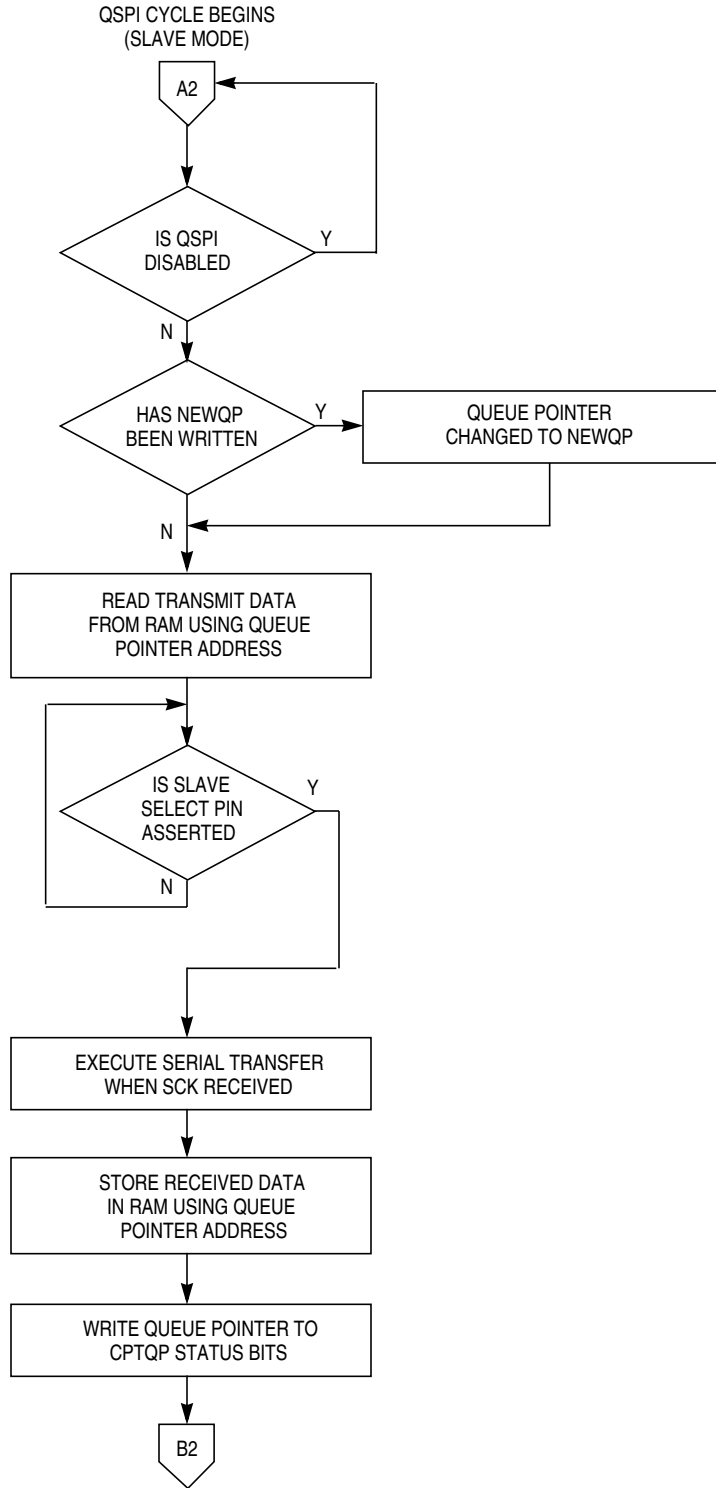 QSPI CYCLE BEGINS
(SLAVE MODE)
A2
IS QSPI
DISABLED
Y
N
HAS NEWQP
BEEN WRITTEN
Y
QUEUE POINTER
CHANGED TO NEWQP
N
READ TRANSMIT DATA
FROM RAM USING QUEUE
POINTER ADDRESS
IS SLAVE
SELECT PIN
ASSERTED
Y
N
EXECUTE SERIAL TRANSFER
WHEN SCK RECEIVED
STORE RECEIVED DATA
IN RAM USING QUEUE
POINTER ADDRESS
WRITE QUEUE POINTER TO
CPTQP STATUS BITS
B2